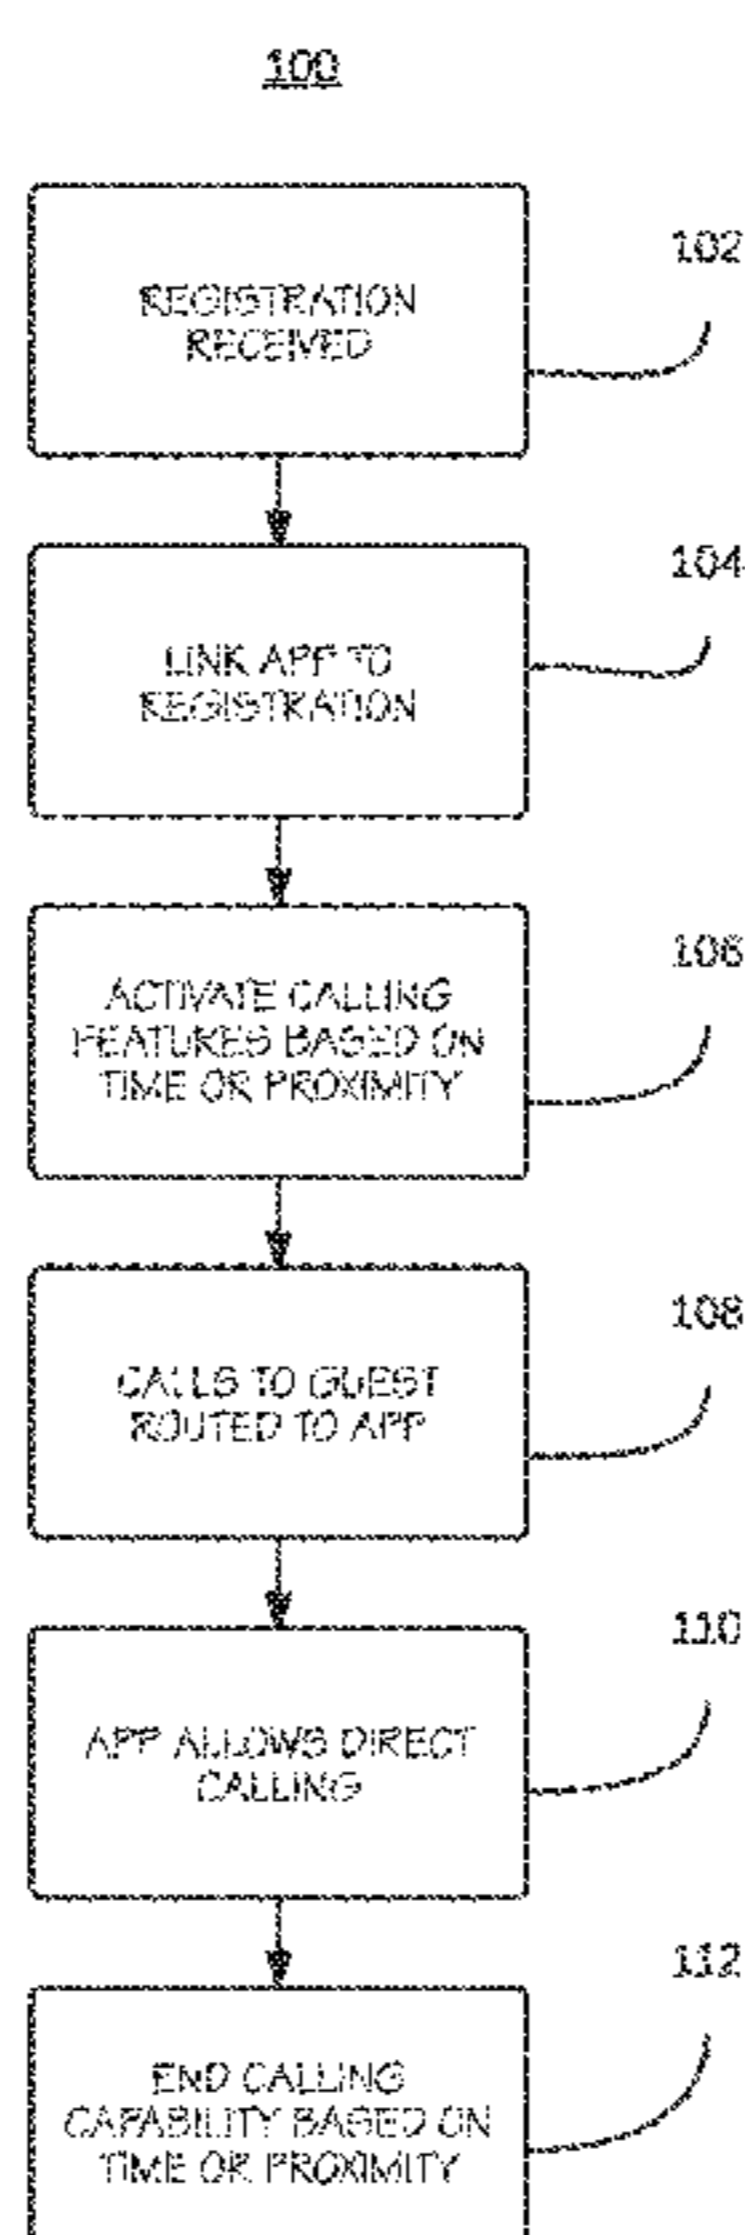 100
102
REGISTRATION
RECEIVED
104
LINK APP TO
REGISTRATION
106
ACTIVATE CALLING
FEATURES BASED ON
TIME OR PROXIMITY
108
CALLS TO GUEST
ROUTED TO APP
110
APP ALLOWS DIRECT
CALLING
112
END CALLING
CAPABILITY BASED ON
TIME OR PROXIMITY